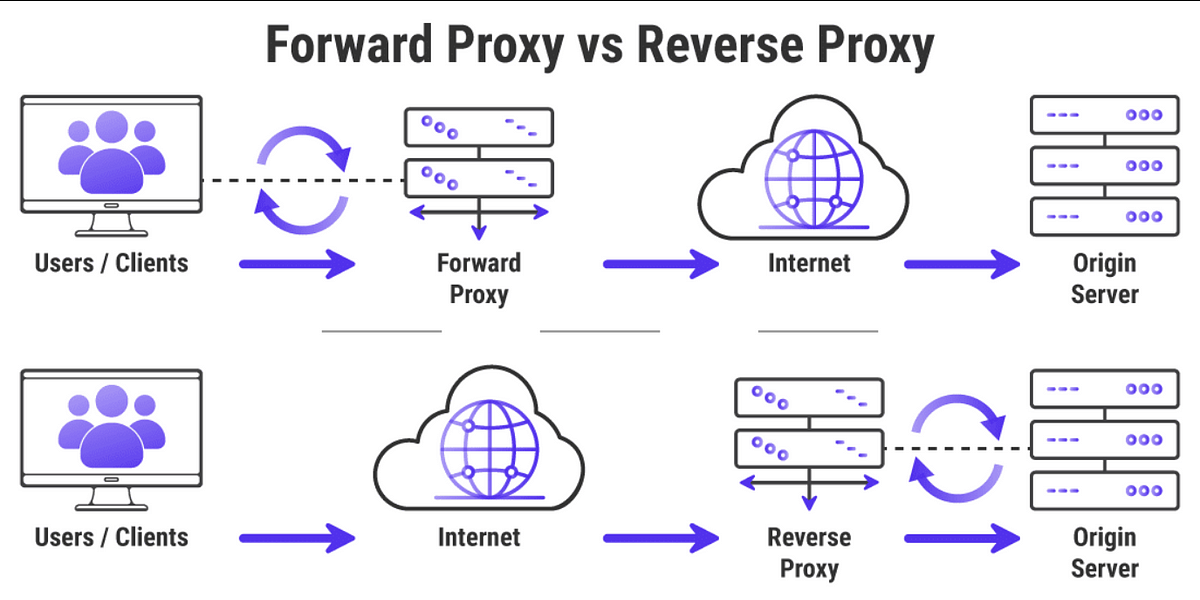 Forward Proxy vs Reverse Proxy
Users / Clients
Forward
Proxy
Internet
Origin
Server
Users / Clients
Internet
Reverse
Proxy
Origin
Server